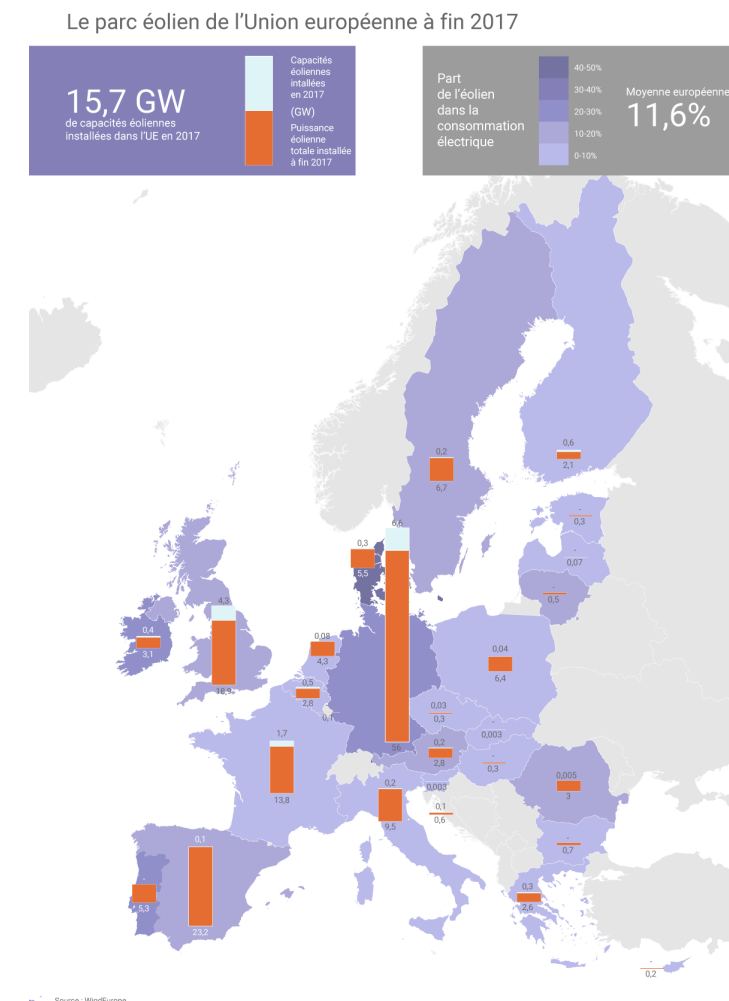 Le parc éolien de l'Union européenne à fin 2017
15,7 GW
de capacités éoliennes
installées dans l'UE en 2017
Capacités
éoliennes
intallées
en 2017
(GW)
Puissance
éolienne
totale installée
à fin 2017
Part
de l'éolien
dans la
consommation
électrique
40-50%
30-40%
20-30%
10-20%
0-10%
Moyenne européenne
11,6%
0,2
6,7
0,6
2,1
-
0,3
-
0,07
-
0,5
6,6
56
0,3
5,5
4,3
18,9
0,4
3,1
0,08
4,3
0,5
2,8
0,1
0,04
6,4
0,03
0,3
-
0,003
0,2
2,8
-
0,3
1,7
13,8
0,2
9,5
0,003
0,1
0,6
0,005
3
-
0,7
0,1
23,2
-
5,3
0,3
2,6
-
0,2
Source : WindEurope